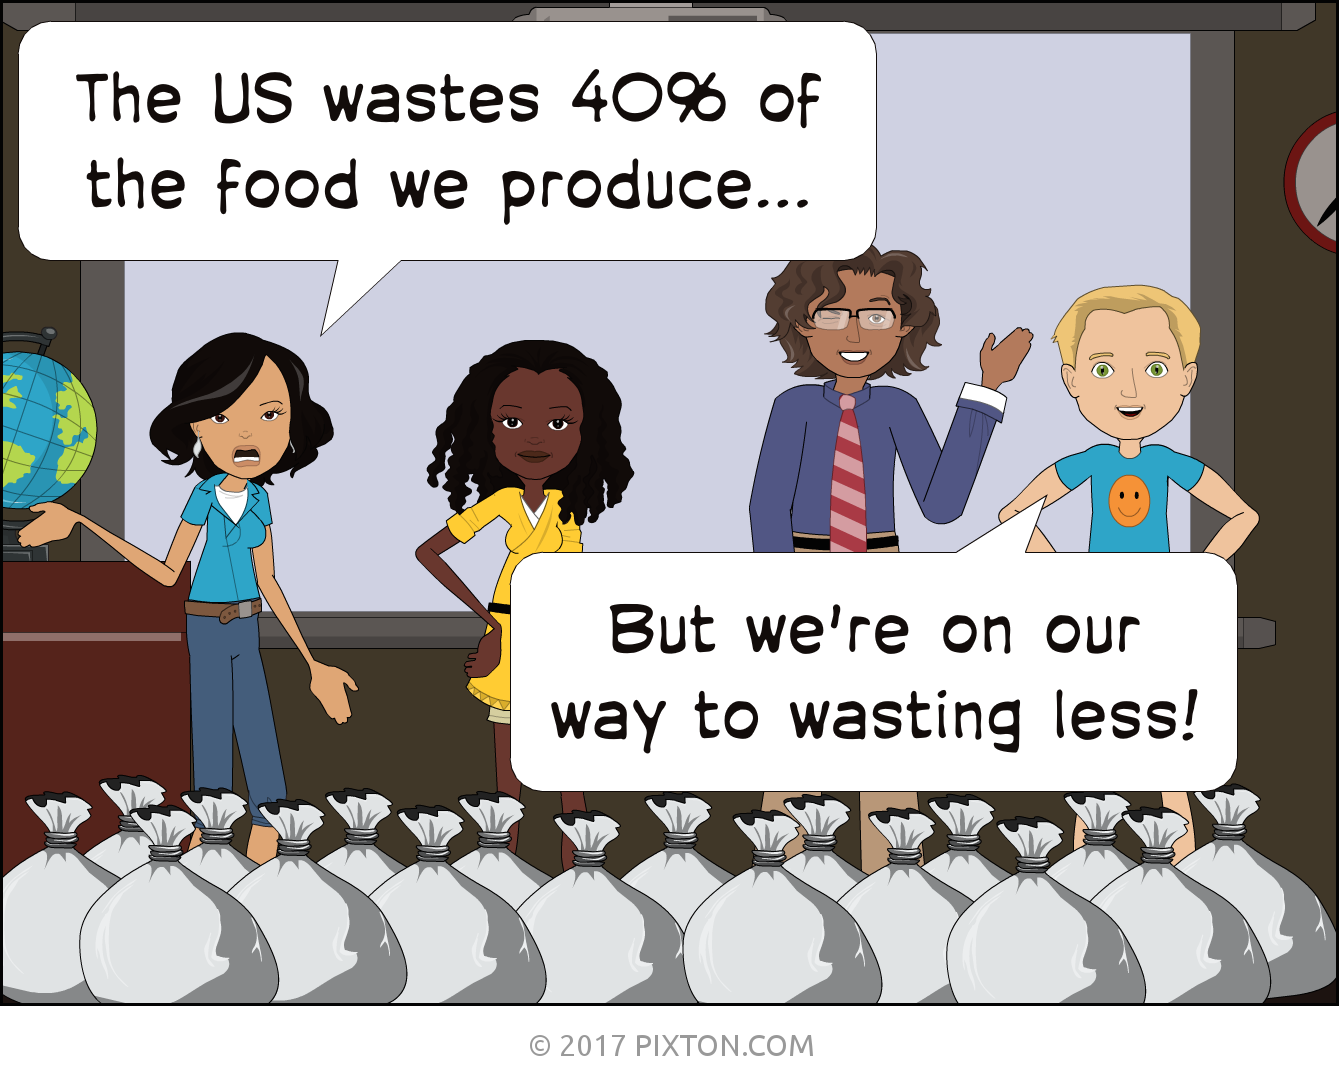 The US wastes 40% of
the food we produce...
But we're on our
way to wasting less!
© 2017 PIXTON.COM